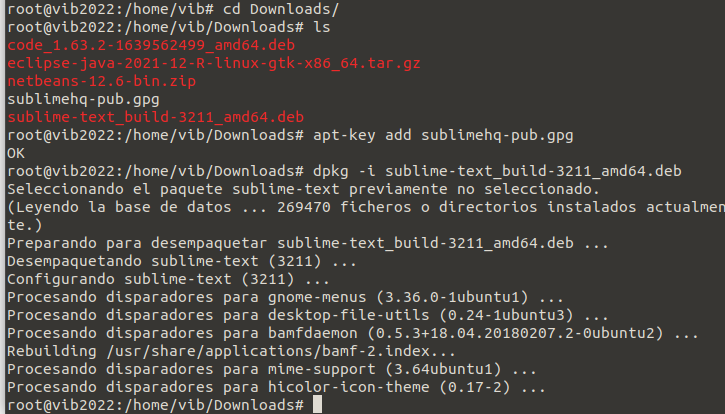 root@vib2022:/home/vib# cd Downloads/
root@vib2022:/home/vib/Downloads# ls
code_1.63.2-1639562499_amd64.deb
eclipse-java-2021-12-R-linux-gtk-x86_64.tar.gz
netbeans-12.6-bin.zip
sublimehq-pub.gpg
sublime-text_build-3211_amd64.deb
root@vib2022:/home/vib/Downloads# apt-key add sublimehq-pub.gpg
OK
root@vib2022:/home/vib/Downloads# dpkg -i sublime-text_build-3211_amd64.deb
Seleccionando el paquete sublime-text previamente no seleccionado.
(Leyendo la base de datos ... 269470 ficheros o directorios instalados actualmen
te.)
Preparando para desempaquetar sublime-text_build-3211_amd64.deb ...
Desempaquetando sublime-text (3211) ...
Configurando sublime-text (3211) ...
Procesando disparadores para gnome-menus (3.36.0-1ubuntu1) ...
Procesando disparadores para desktop-file-utils (0.24-1ubuntu3) ...
Procesando disparadores para bamfdaemon (0.5.3+18.04.20180207.2-0ubuntu2) ...
Rebuilding /usr/share/applications/bamf-2.index...
Procesando disparadores para mime-support (3.64ubuntu1) ...
Procesando disparadores para hicolor-icon-theme (0.17-2) ...
root@vib2022:/home/vib/Downloads#